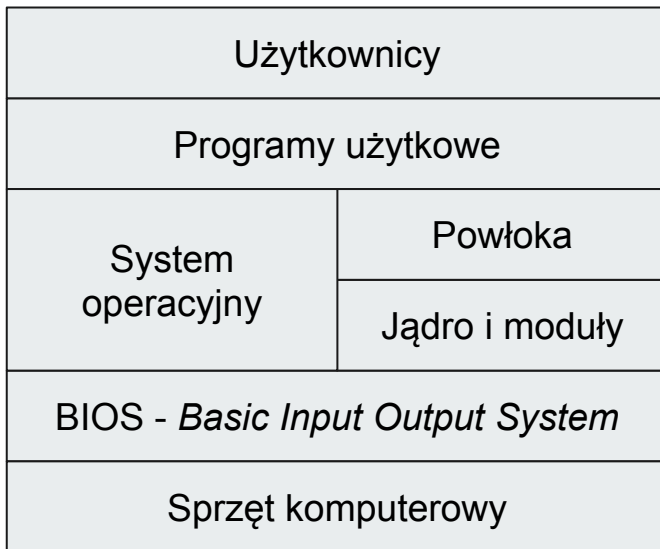 Użytkownicy
Programy użytkowe
System
operacyjny
Powłoka
Jądro i moduły
BIOS - Basic Input Output System
Sprzęt komputerowy